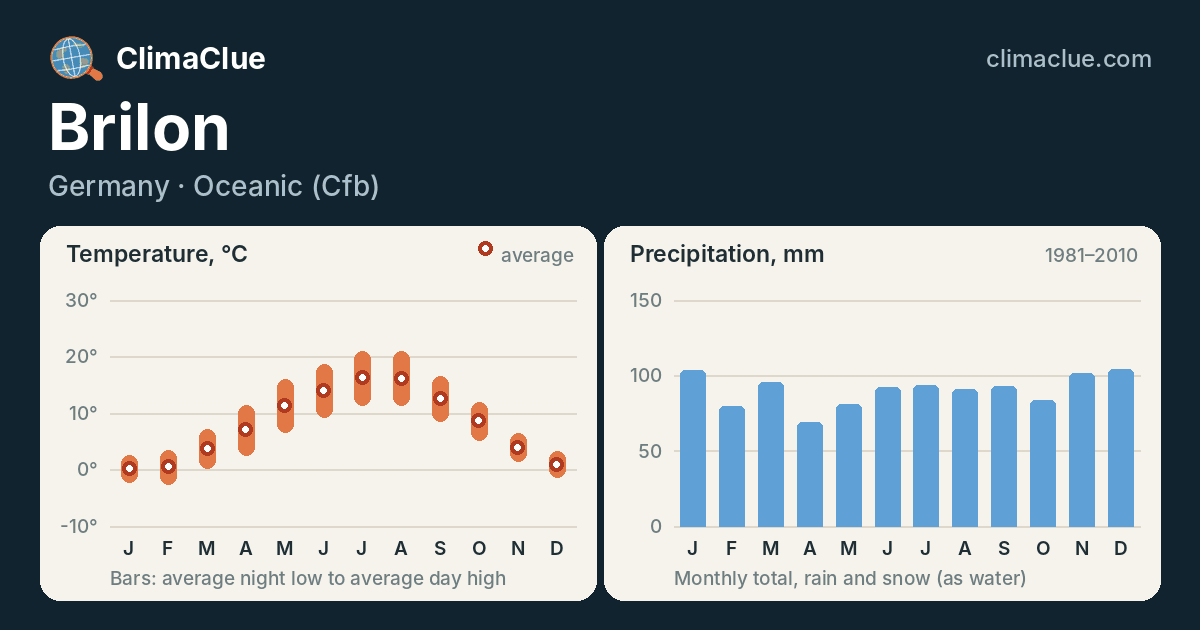 ClimaClue
climaclue.com
Brilon
Germany · Oceanic (Cfb)
Temperature, °C
average
30°
20°
10°
0°
-10°
J F M A M J J A S O N D
Bars: average night low to average day high
Precipitation, mm
1981–2010
150
100
50
0
J F M A M J J A S O N D
Monthly total, rain and snow (as water)